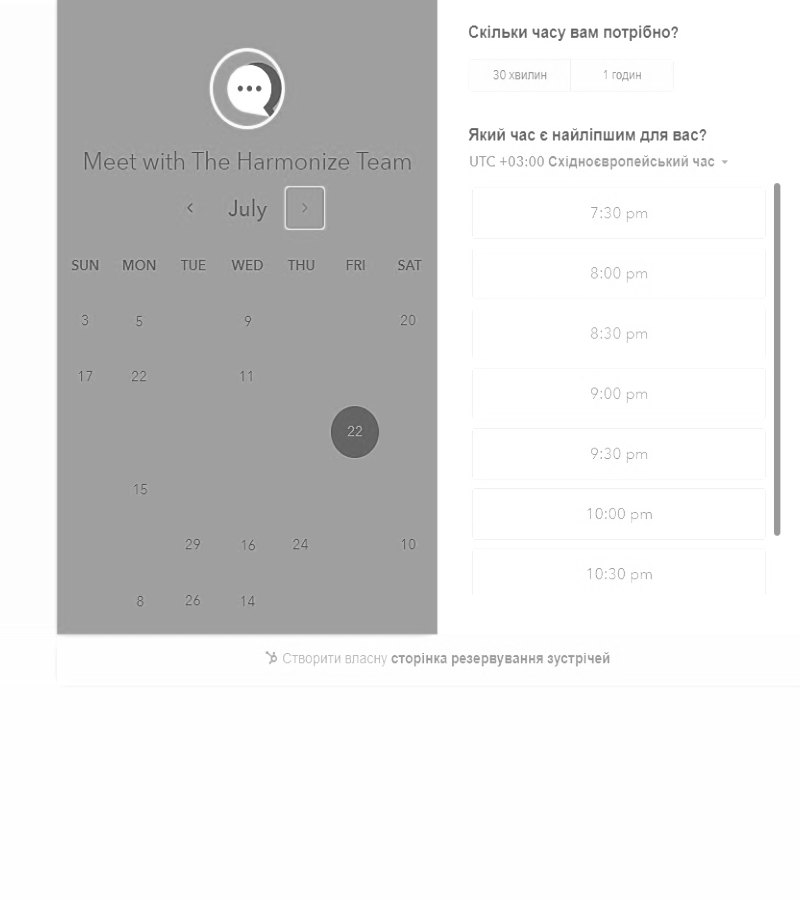 Meet with The Harmonize Team
July
SUN MON TUE WED THU FRI SAT
3 5 9 20
17 22 11
22
15
29 16 24 10
8 26 14
Скільки часу вам потрібно?
30 хвилин 1 годин
Який час є найліпшим для вас?
UTC +03:00 Східноєвропейський час
7:30 pm
8:00 pm
8:30 pm
9:00 pm
9:30 pm
10:00 pm
10:30 pm
Створити власну сторінка резервування зустрічей